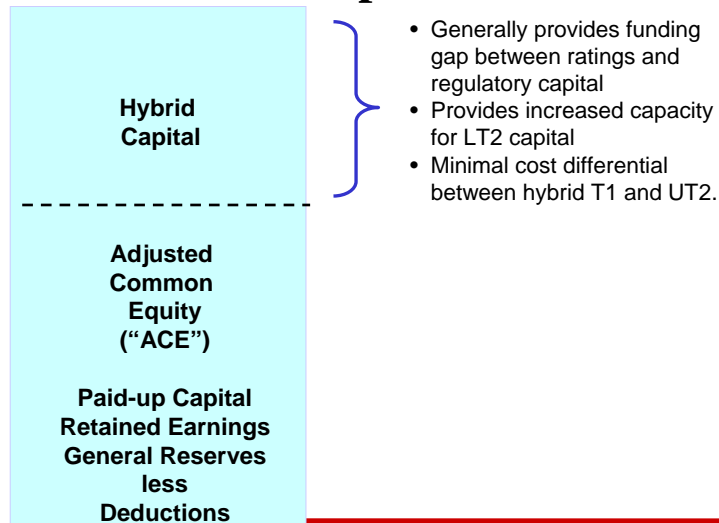 Hybrid
Capital
• Generally provides funding
gap between ratings and
regulatory capital
• Provides increased capacity
for LT2 capital
• Minimal cost differential
between hybrid T1 and UT2.
Adjusted
Common
Equity
(“ACE”)
Paid-up Capital
Retained Earnings
General Reserves
less
Deductions